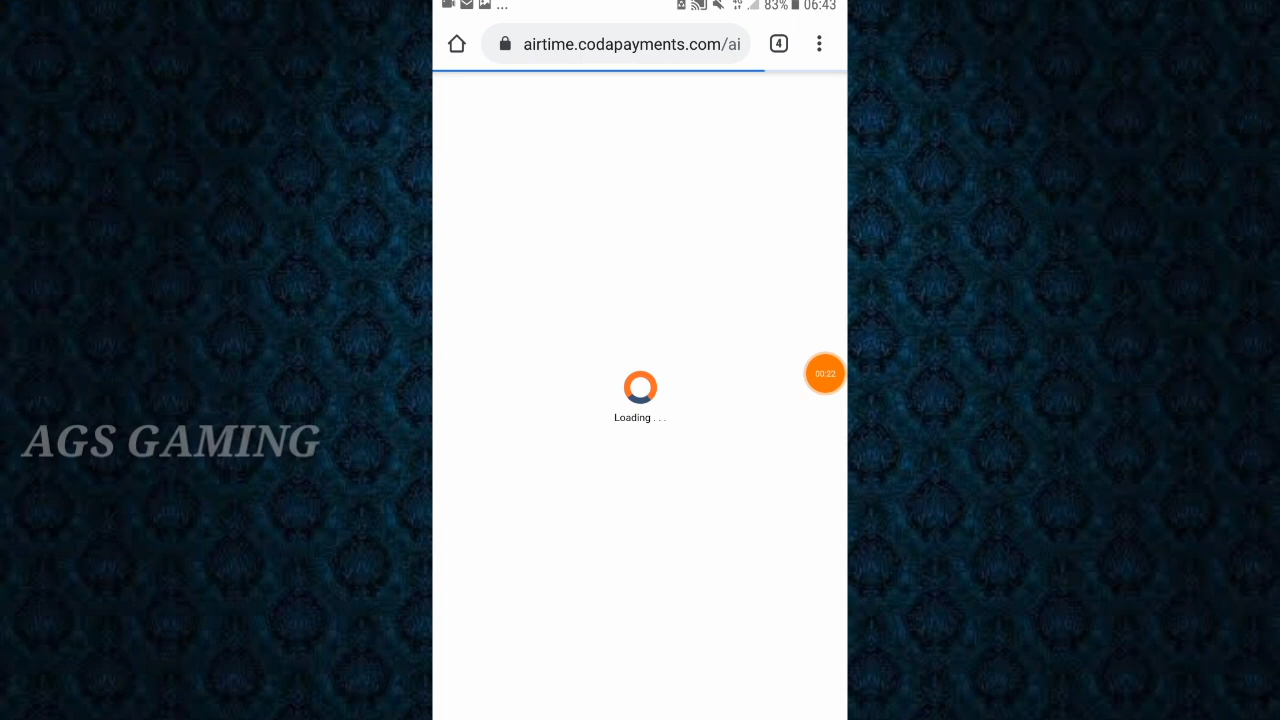 ... 83% 06:43
airtime.codapayments.com/ai 4
00:22
Loading . . .
AGS GAMING